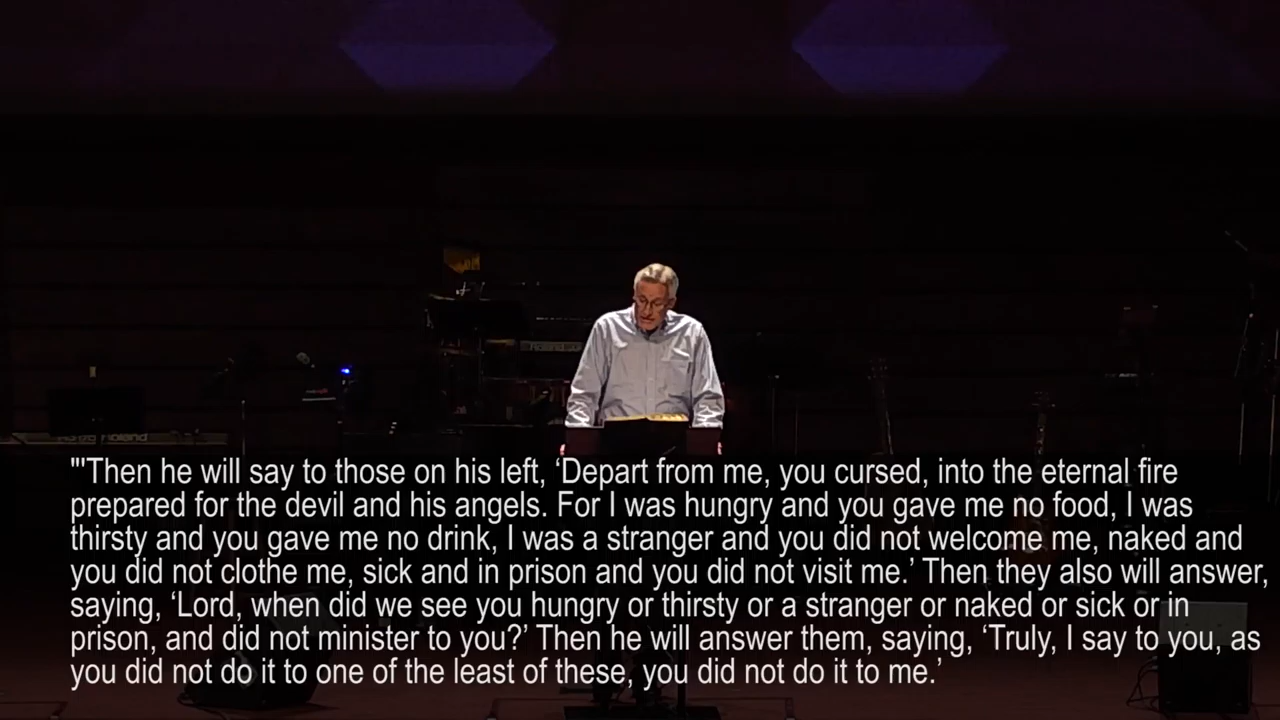 Roland
Roland
"'Then he will say to those on his left, ‘Depart from me, you cursed, into the eternal fire
prepared for the devil and his angels. For I was hungry and you gave me no food, I was
thirsty and you gave me no drink, I was a stranger and you did not welcome me, naked and
you did not clothe me, sick and in prison and you did not visit me.’ Then they also will answer,
saying, ‘Lord, when did we see you hungry or thirsty or a stranger or naked or sick or in
prison, and did not minister to you?’ Then he will answer them, saying, ‘Truly, I say to you, as
you did not do it to one of the least of these, you did not do it to me.’